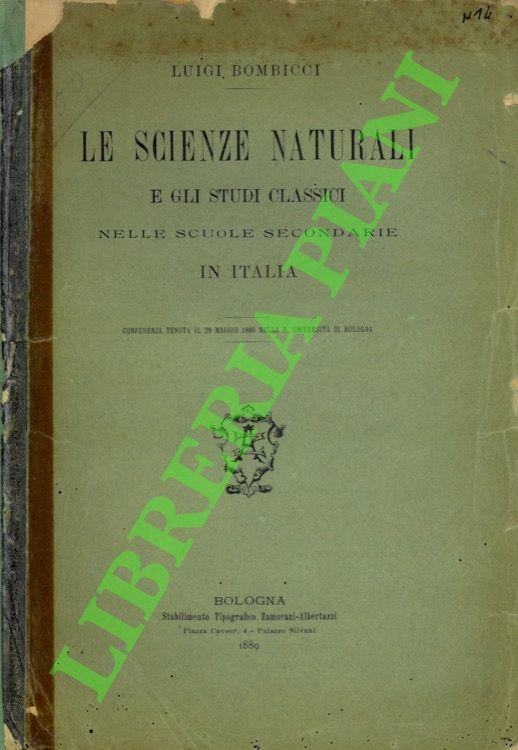 N 14
LUIGI BOMBICCI
LE SCIENZE NATURALI
E GLI STUDI CLASSICI
NELLE SCUOLE SECONDARIE
IN ITALIA
CONFERENZA TENUTA IL 29 MAGGIO NELLA R. UNIVERSITÀ DI BOLOGNA
BOLOGNA
Stabilimento Tipografico Zamorani-Albertazzi
Piazza Cavour, 4 - Palazzo Silvani
1889
LIBRERIA PIANI